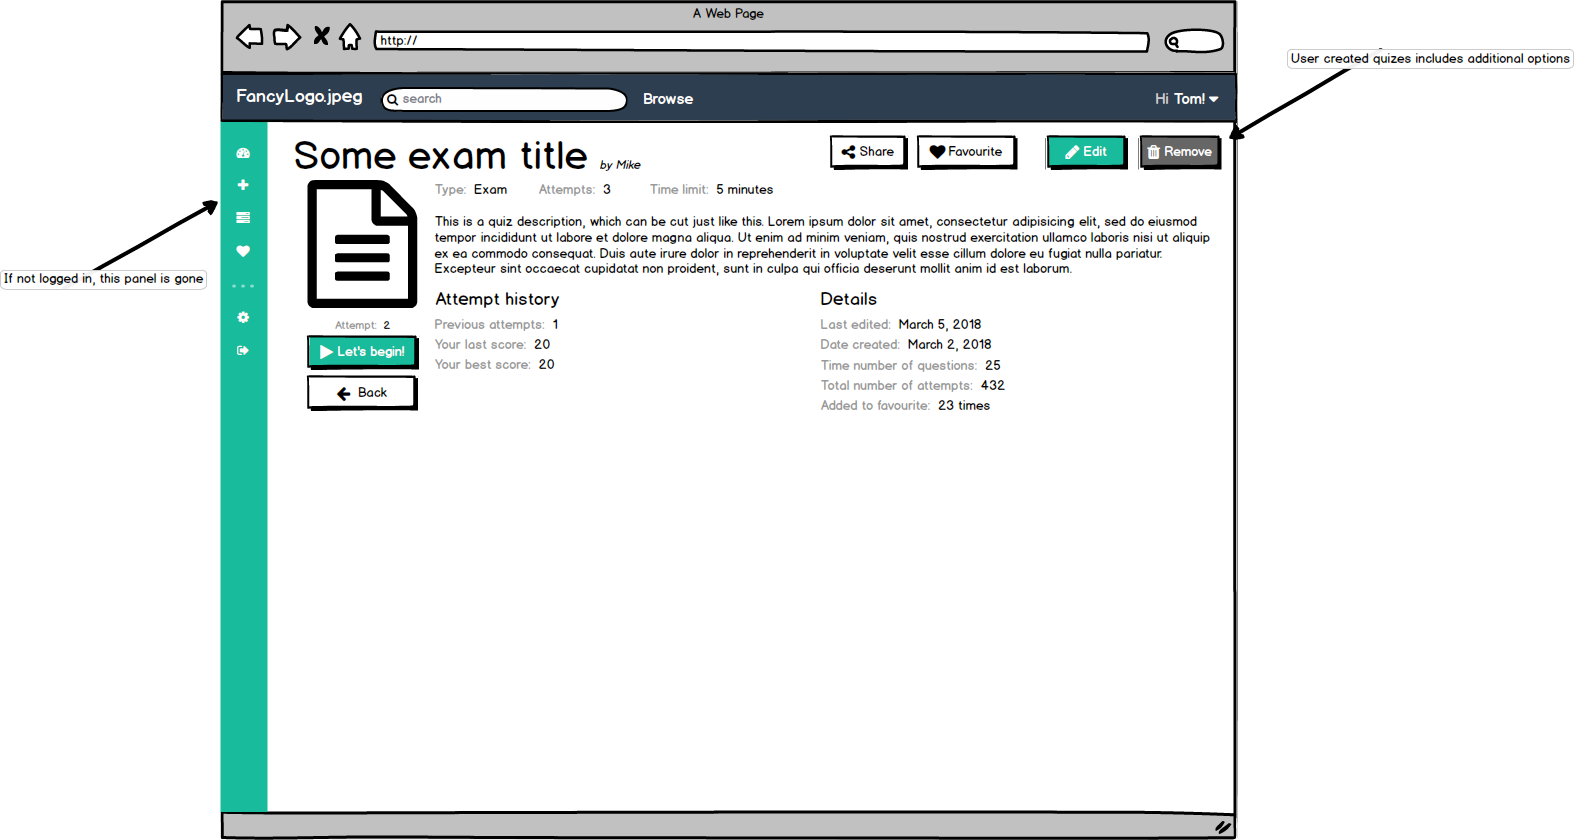 A Web Page
http://
User created quizes includes additional options
FancyLogo.jpeg search Browse Hi Tom!
Some exam title by Mike Share Favourite Edit Remove
Type: Exam Attempts: 3 Time limit: 5 minutes
This is a quiz description, which can be cut just like this. Lorem ipsum dolor sit amet, consectetur adipisicing elit, sed do eiusmod
tempor incididunt ut labore et dolore magna aliqua. Ut enim ad minim veniam, quis nostrud exercitation ullamco laboris nisi ut aliquip
ex ea commodo consequat. Duis aute irure dolor in reprehenderit in voluptate velit esse cillum dolore eu fugiat nulla pariatur.
Excepteur sint occaecat cupidatat non proident, sunt in culpa qui officia deserunt mollit anim id est laborum.
If not logged in, this panel is gone
Attempt: 2
Let's begin!
Back
Attempt history
Previous attempts: 1
Your last score: 20
Your best score: 20
Details
Last edited: March 5, 2018
Date created: March 2, 2018
Time number of questions: 25
Total number of attempts: 432
Added to favourite: 23 times